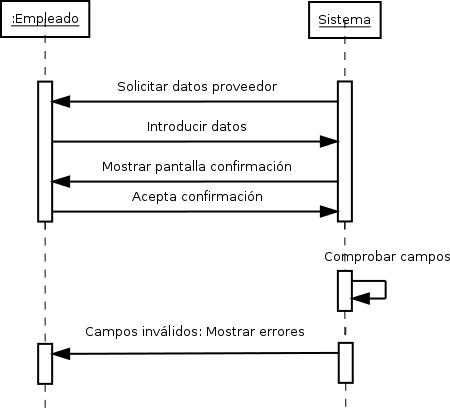 :Empleado
Sistema
Solicitar datos proveedor
Introducir datos
Mostrar pantalla confirmación
Acepta confirmación
Comprobar campos
Campos inválidos: Mostrar errores